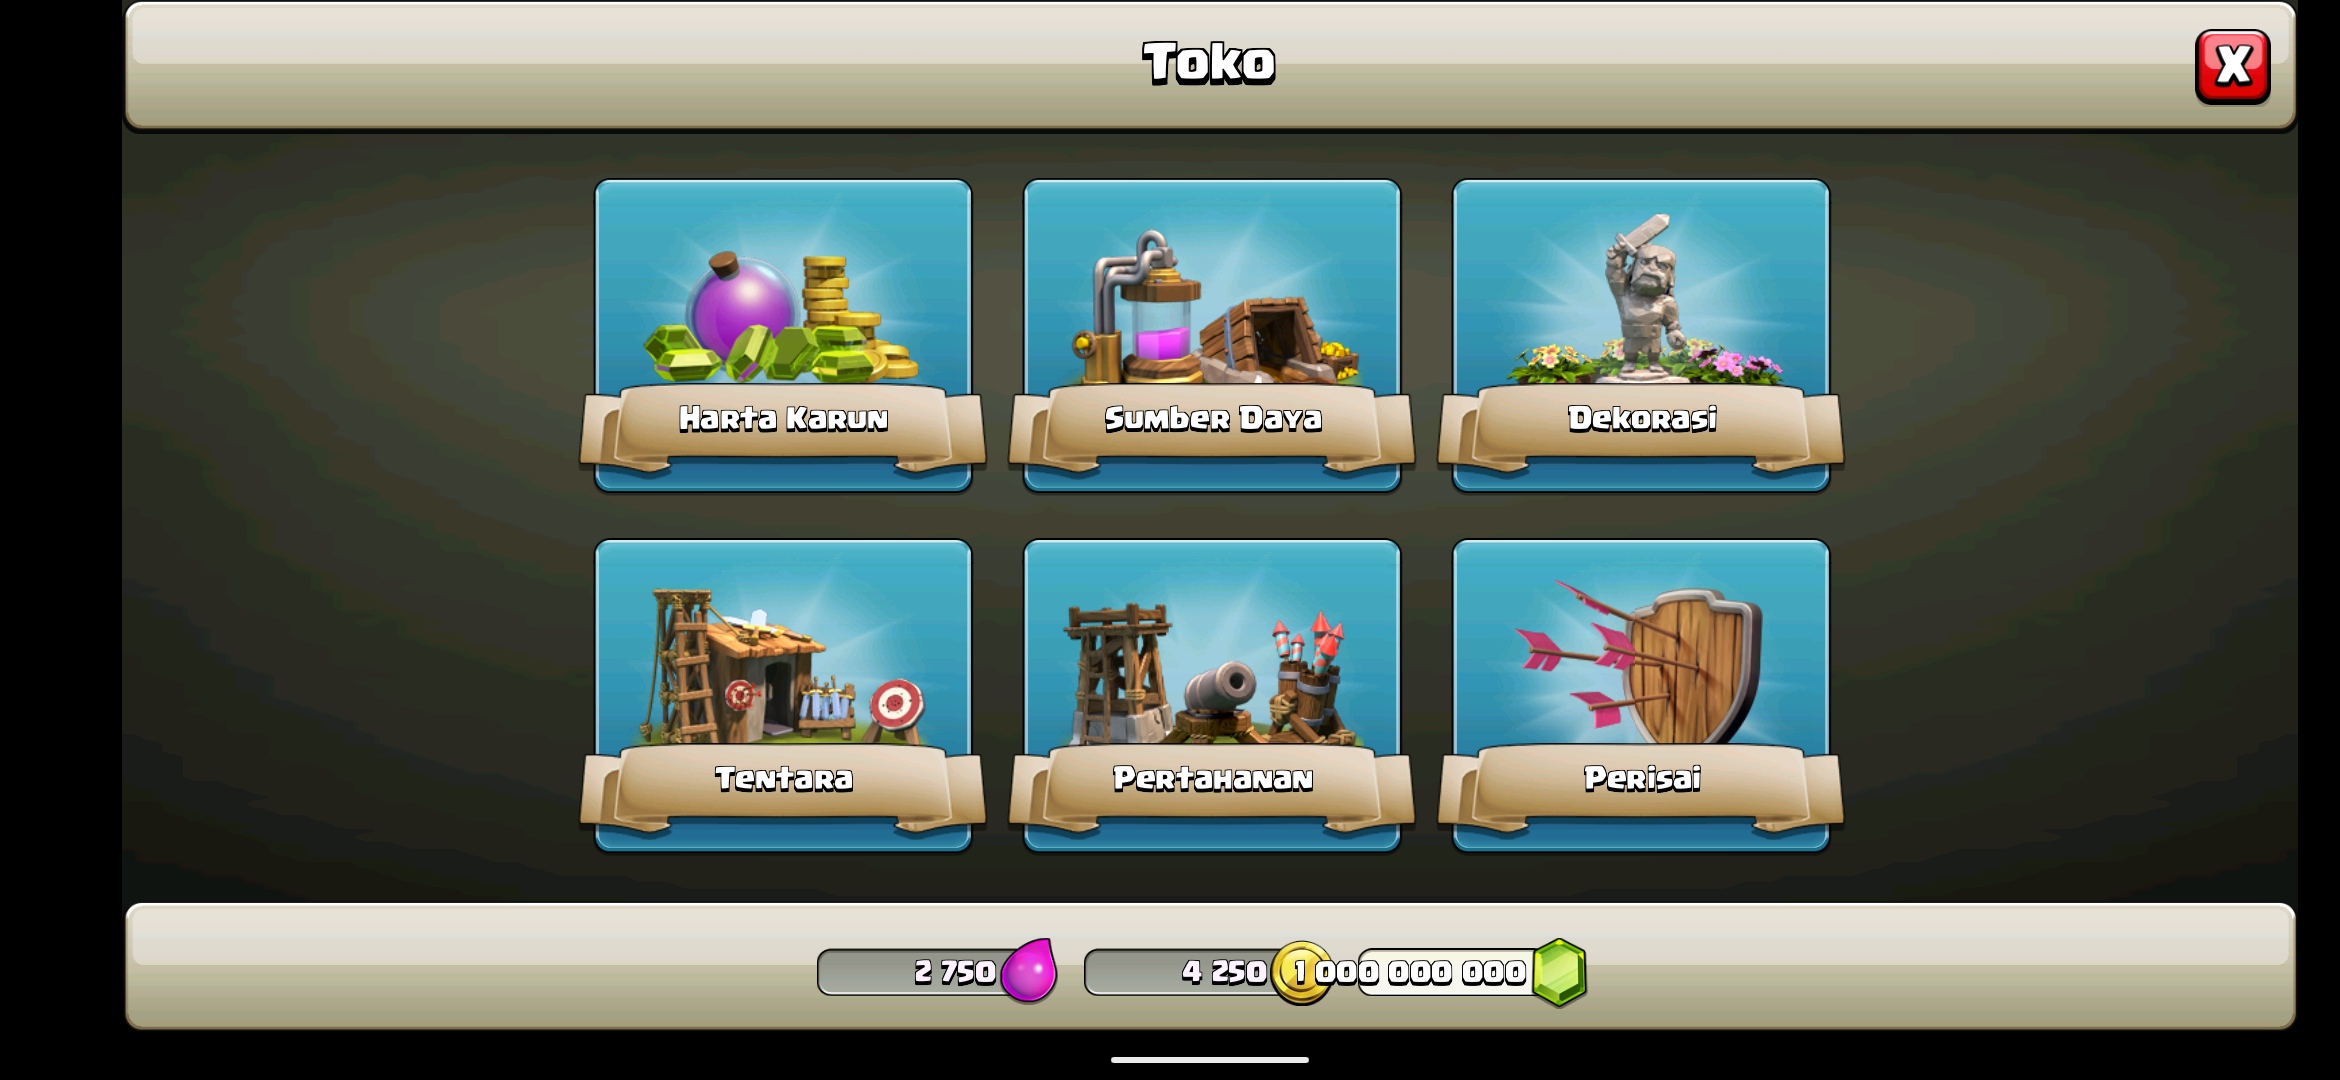 Toko
X
Harta Karun
Sumber Daya
Dekorasi
Tentara
Pertahanan
Perisai
2 750
4 250
1 000 000 000